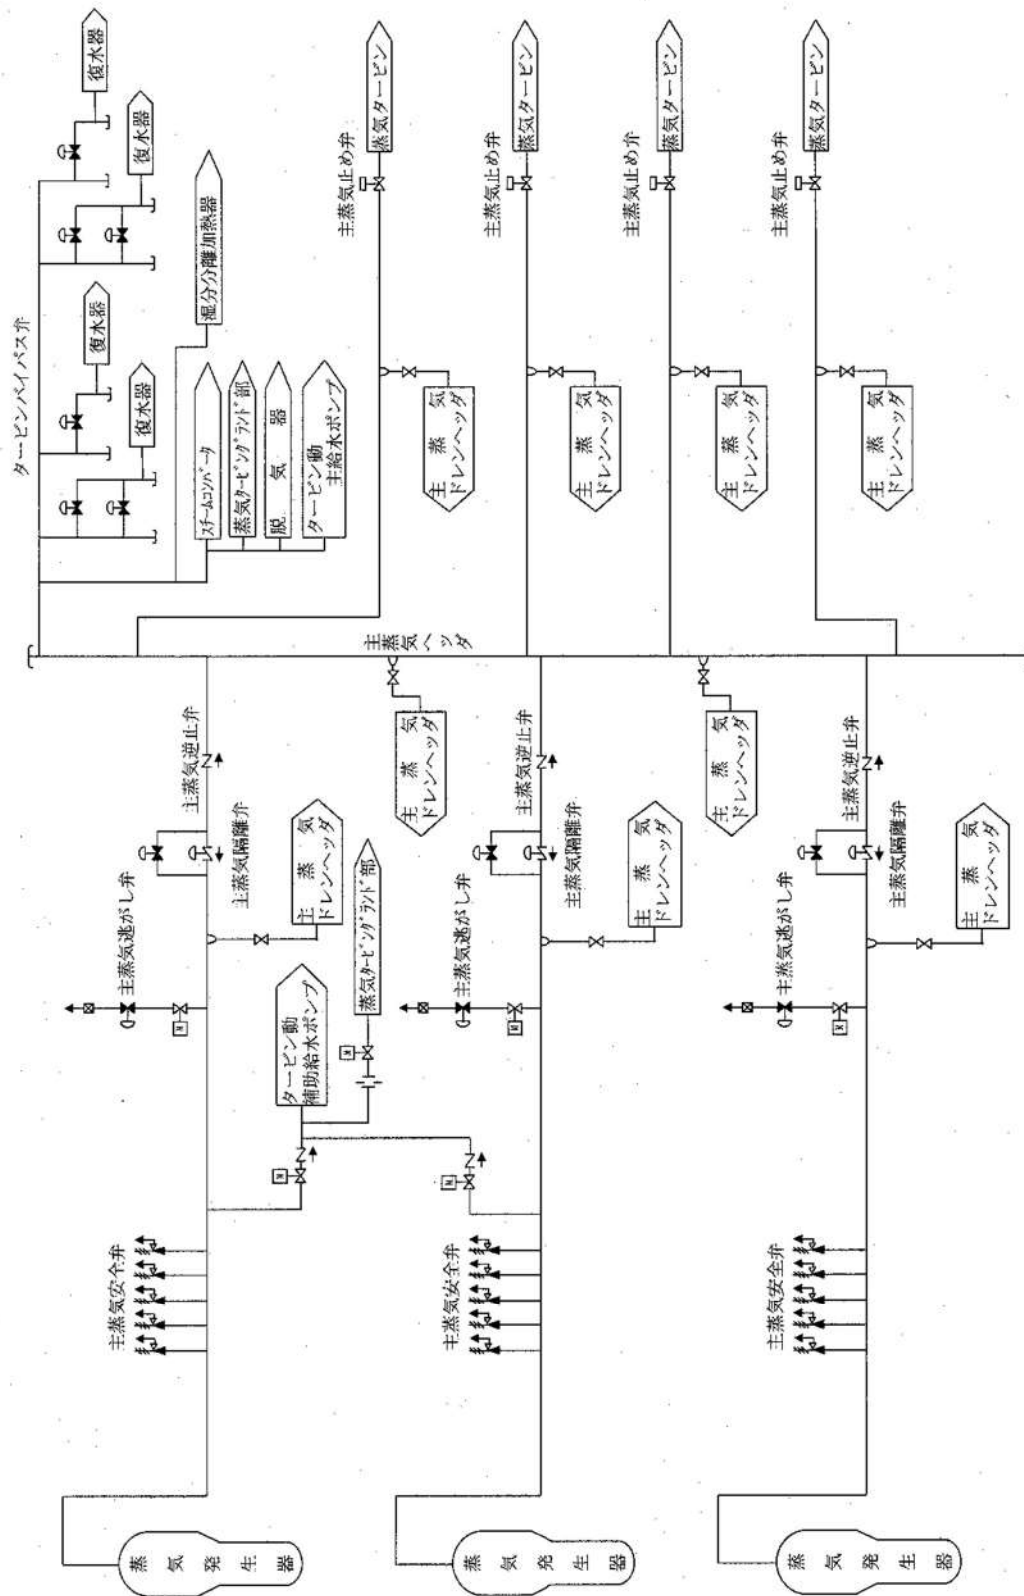 タービンバイパス弁
復水器
復水器
復水器
復水器
湿分分離加熱器
スチームコンバータ
蒸気タービングランド部
脱気器
タービン動
主給水ポンプ
主蒸気止め弁
蒸気タービン
主蒸気止め弁
蒸気タービン
主蒸気止め弁
蒸気タービン
主蒸気止め弁
蒸気タービン
主蒸気
ドレンヘッダ
主蒸気
ドレンヘッダ
主蒸気
ドレンヘッダ
主蒸気
ドレンヘッダ
主蒸気ヘッダ
主蒸気
ドレンヘッダ
主蒸気
ドレンヘッダ
主蒸気逆止弁
主蒸気隔離弁
主蒸気
ドレンヘッダ
主蒸気逃がし弁
M
タービン動
補助給水ポンプ
蒸気タービングランド部
M
M
主蒸気安全弁
蒸気発生器
主蒸気逆止弁
主蒸気隔離弁
主蒸気
ドレンヘッダ
主蒸気逃がし弁
M
M
主蒸気安全弁
蒸気発生器
主蒸気逆止弁
主蒸気隔離弁
主蒸気
ドレンヘッダ
主蒸気逃がし弁
M
主蒸気安全弁
蒸気発生器